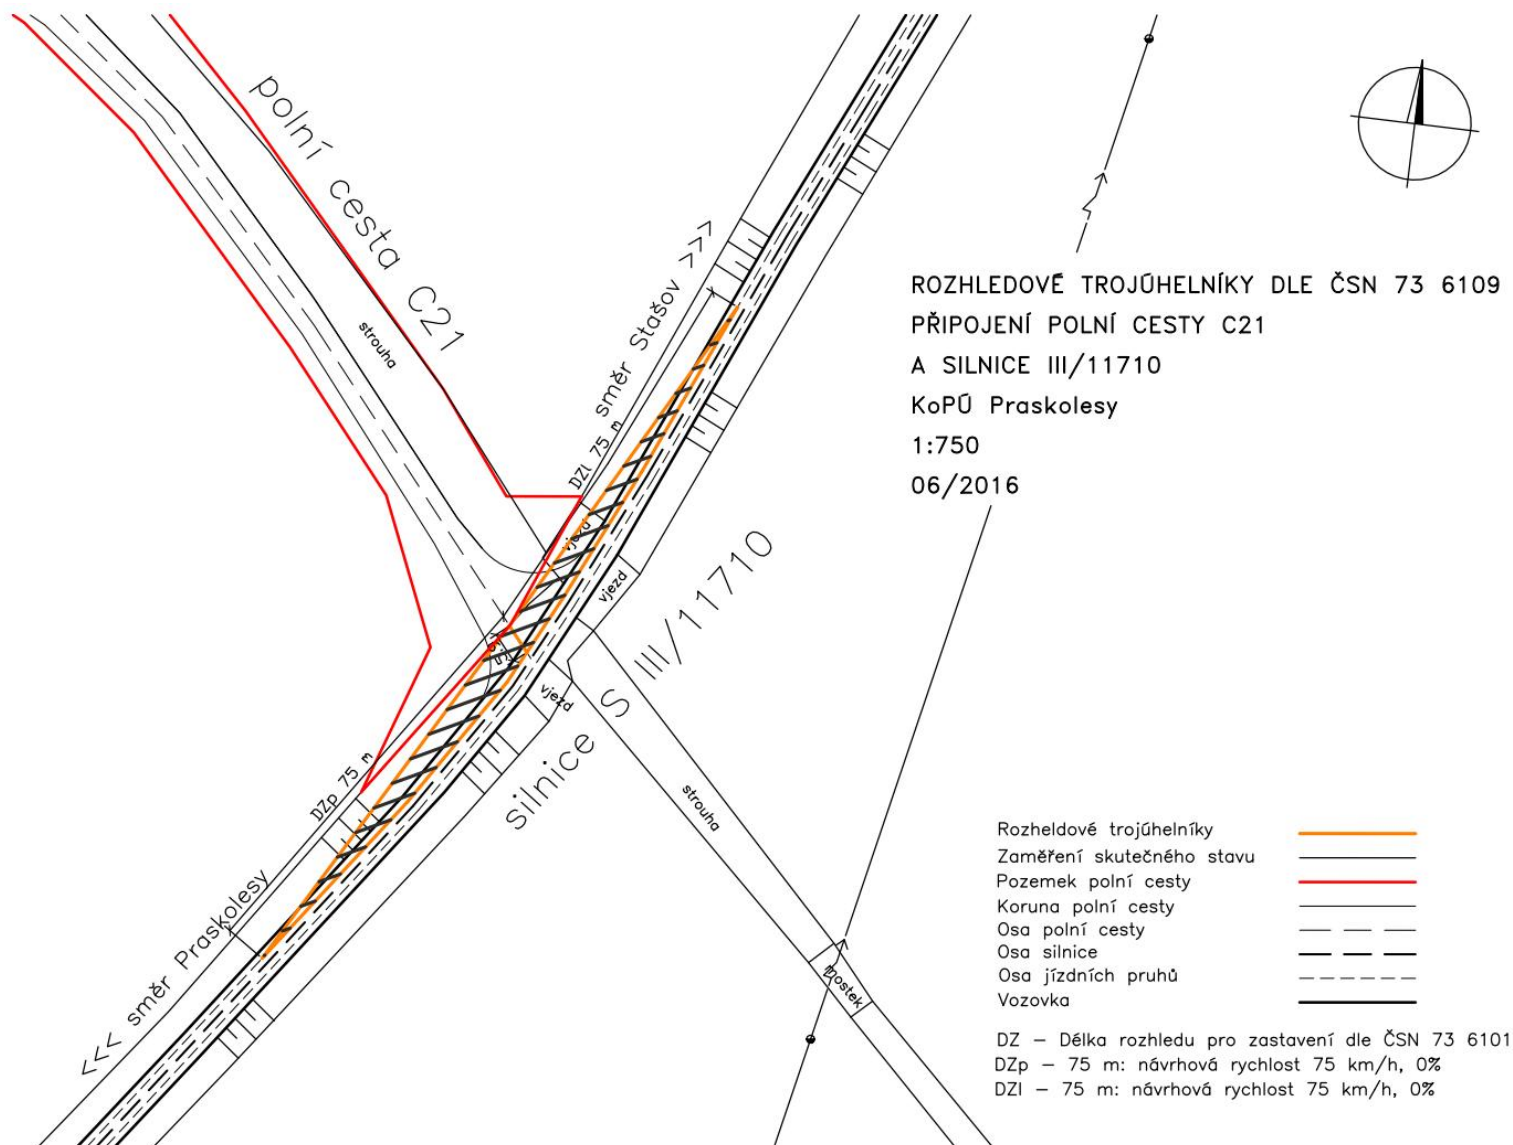 polní cesta C21
strouha
směr Stašov >>>
DZl 75 m
ROZHLEDOVÉ TROJÚHELNÍKY DLE ČSN 73 6109
PŘIPOJENÍ POLNÍ CESTY C21
A SILNICE III/11710
KoPÚ Praskolesy
1:750
06/2016
vjezd
vjezd
vjezd
silnice S III/11710
DZp 75 m
<<< směr Praskolesy
strouha
mostek
Rozheldové trojúhelníky
Zaměření skutečného stavu
Pozemek polní cesty
Koruna polní cesty
Osa polní cesty
Osa silnice
Osa jízdních pruhů
Vozovka
DZ – Délka rozhledu pro zastavení dle ČSN 73 6101
DZp – 75 m: návrhová rychlost 75 km/h, 0%
DZl – 75 m: návrhová rychlost 75 km/h, 0%